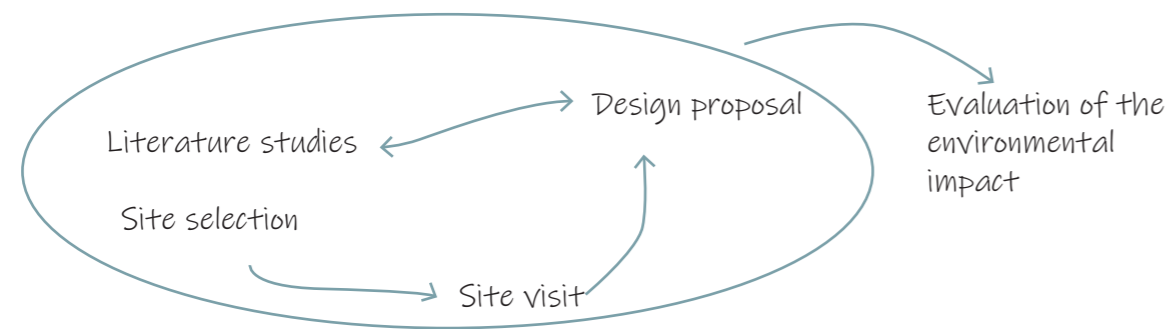 Design proposal
Evaluation of the
environmental
impact
Literature studies
Site selection
Site visit